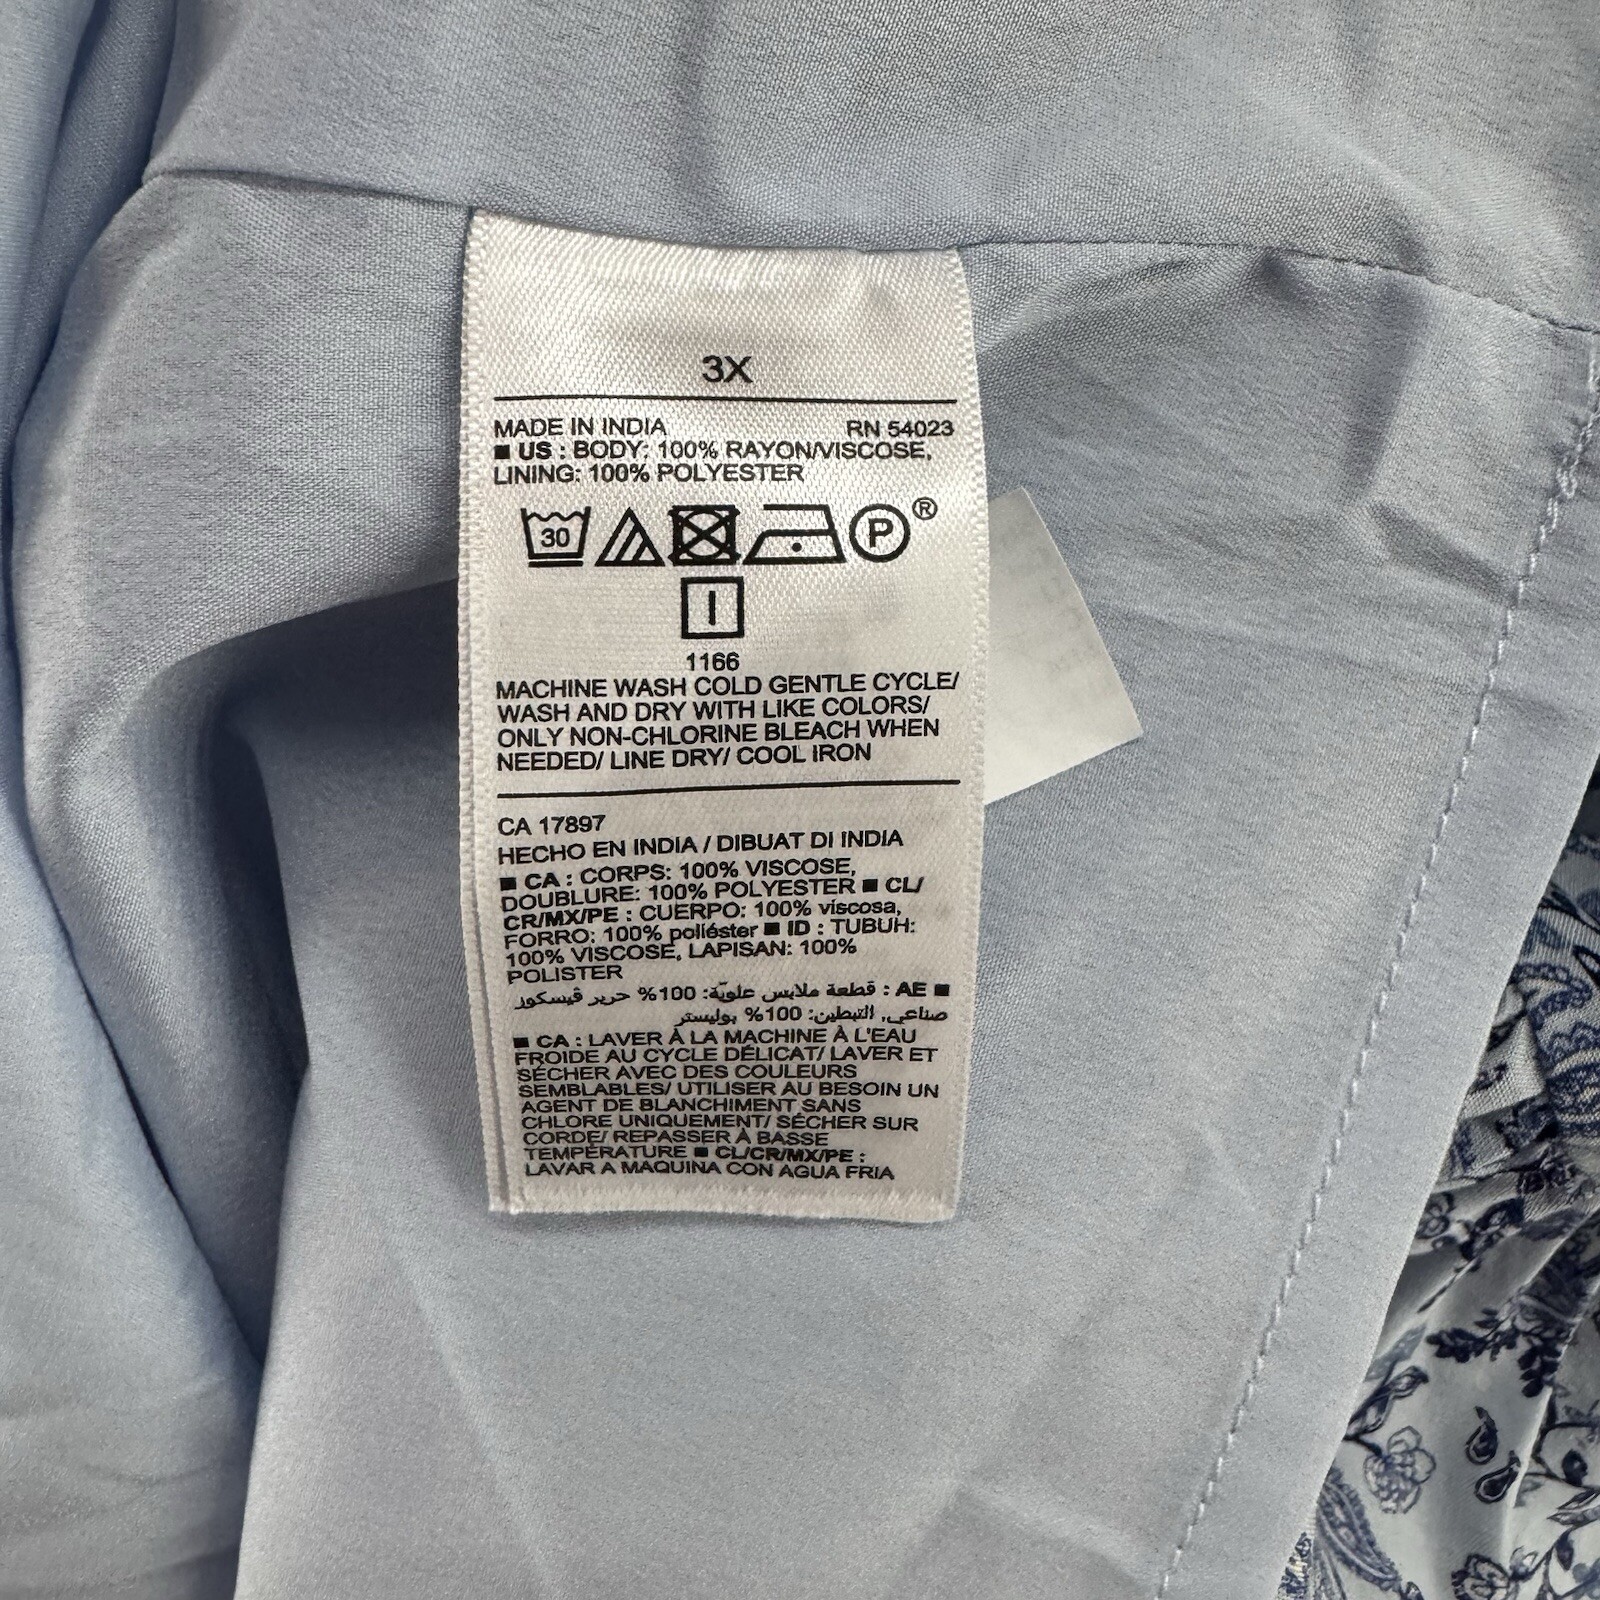 3X
MADE IN INDIA RN 54023
■ US : BODY: 100% RAYON/VISCOSE,
LINING: 100% POLYESTER
30 P ®
1166
MACHINE WASH COLD GENTLE CYCLE/
WASH AND DRY WITH LIKE COLORS/
ONLY NON-CHLORINE BLEACH WHEN
NEEDED/ LINE DRY/ COOL IRON
CA 17897
HECHO EN INDIA / DIBUAT DI INDIA
■ CA : CORPS: 100% VISCOSE,
DOUBLURE: 100% POLYESTER ■ CL/
CR/MX/PE : CUERPO: 100% viscosa,
FORRO: 100% poliéster ■ ID : TUBUH:
100% VISCOSE, LAPISAN: 100%
POLISTER
■ AE : قطعة ملابس علويّة: 100% حرير ڤيسكوز
صناعي, التبطين: 100% بوليستر
■ CA : LAVER À LA MACHINE À L'EAU
FROIDE AU CYCLE DÉLICAT/ LAVER ET
SÉCHER AVEC DES COULEURS
SEMBLABLES/ UTILISER AU BESOIN UN
AGENT DE BLANCHIMENT SANS
CHLORE UNIQUEMENT/ SÉCHER SUR
CORDE/ REPASSER À BASSE
TEMPÉRATURE ■ CL/CR/MX/PE :
LAVAR A MAQUINA CON AGUA FRIA